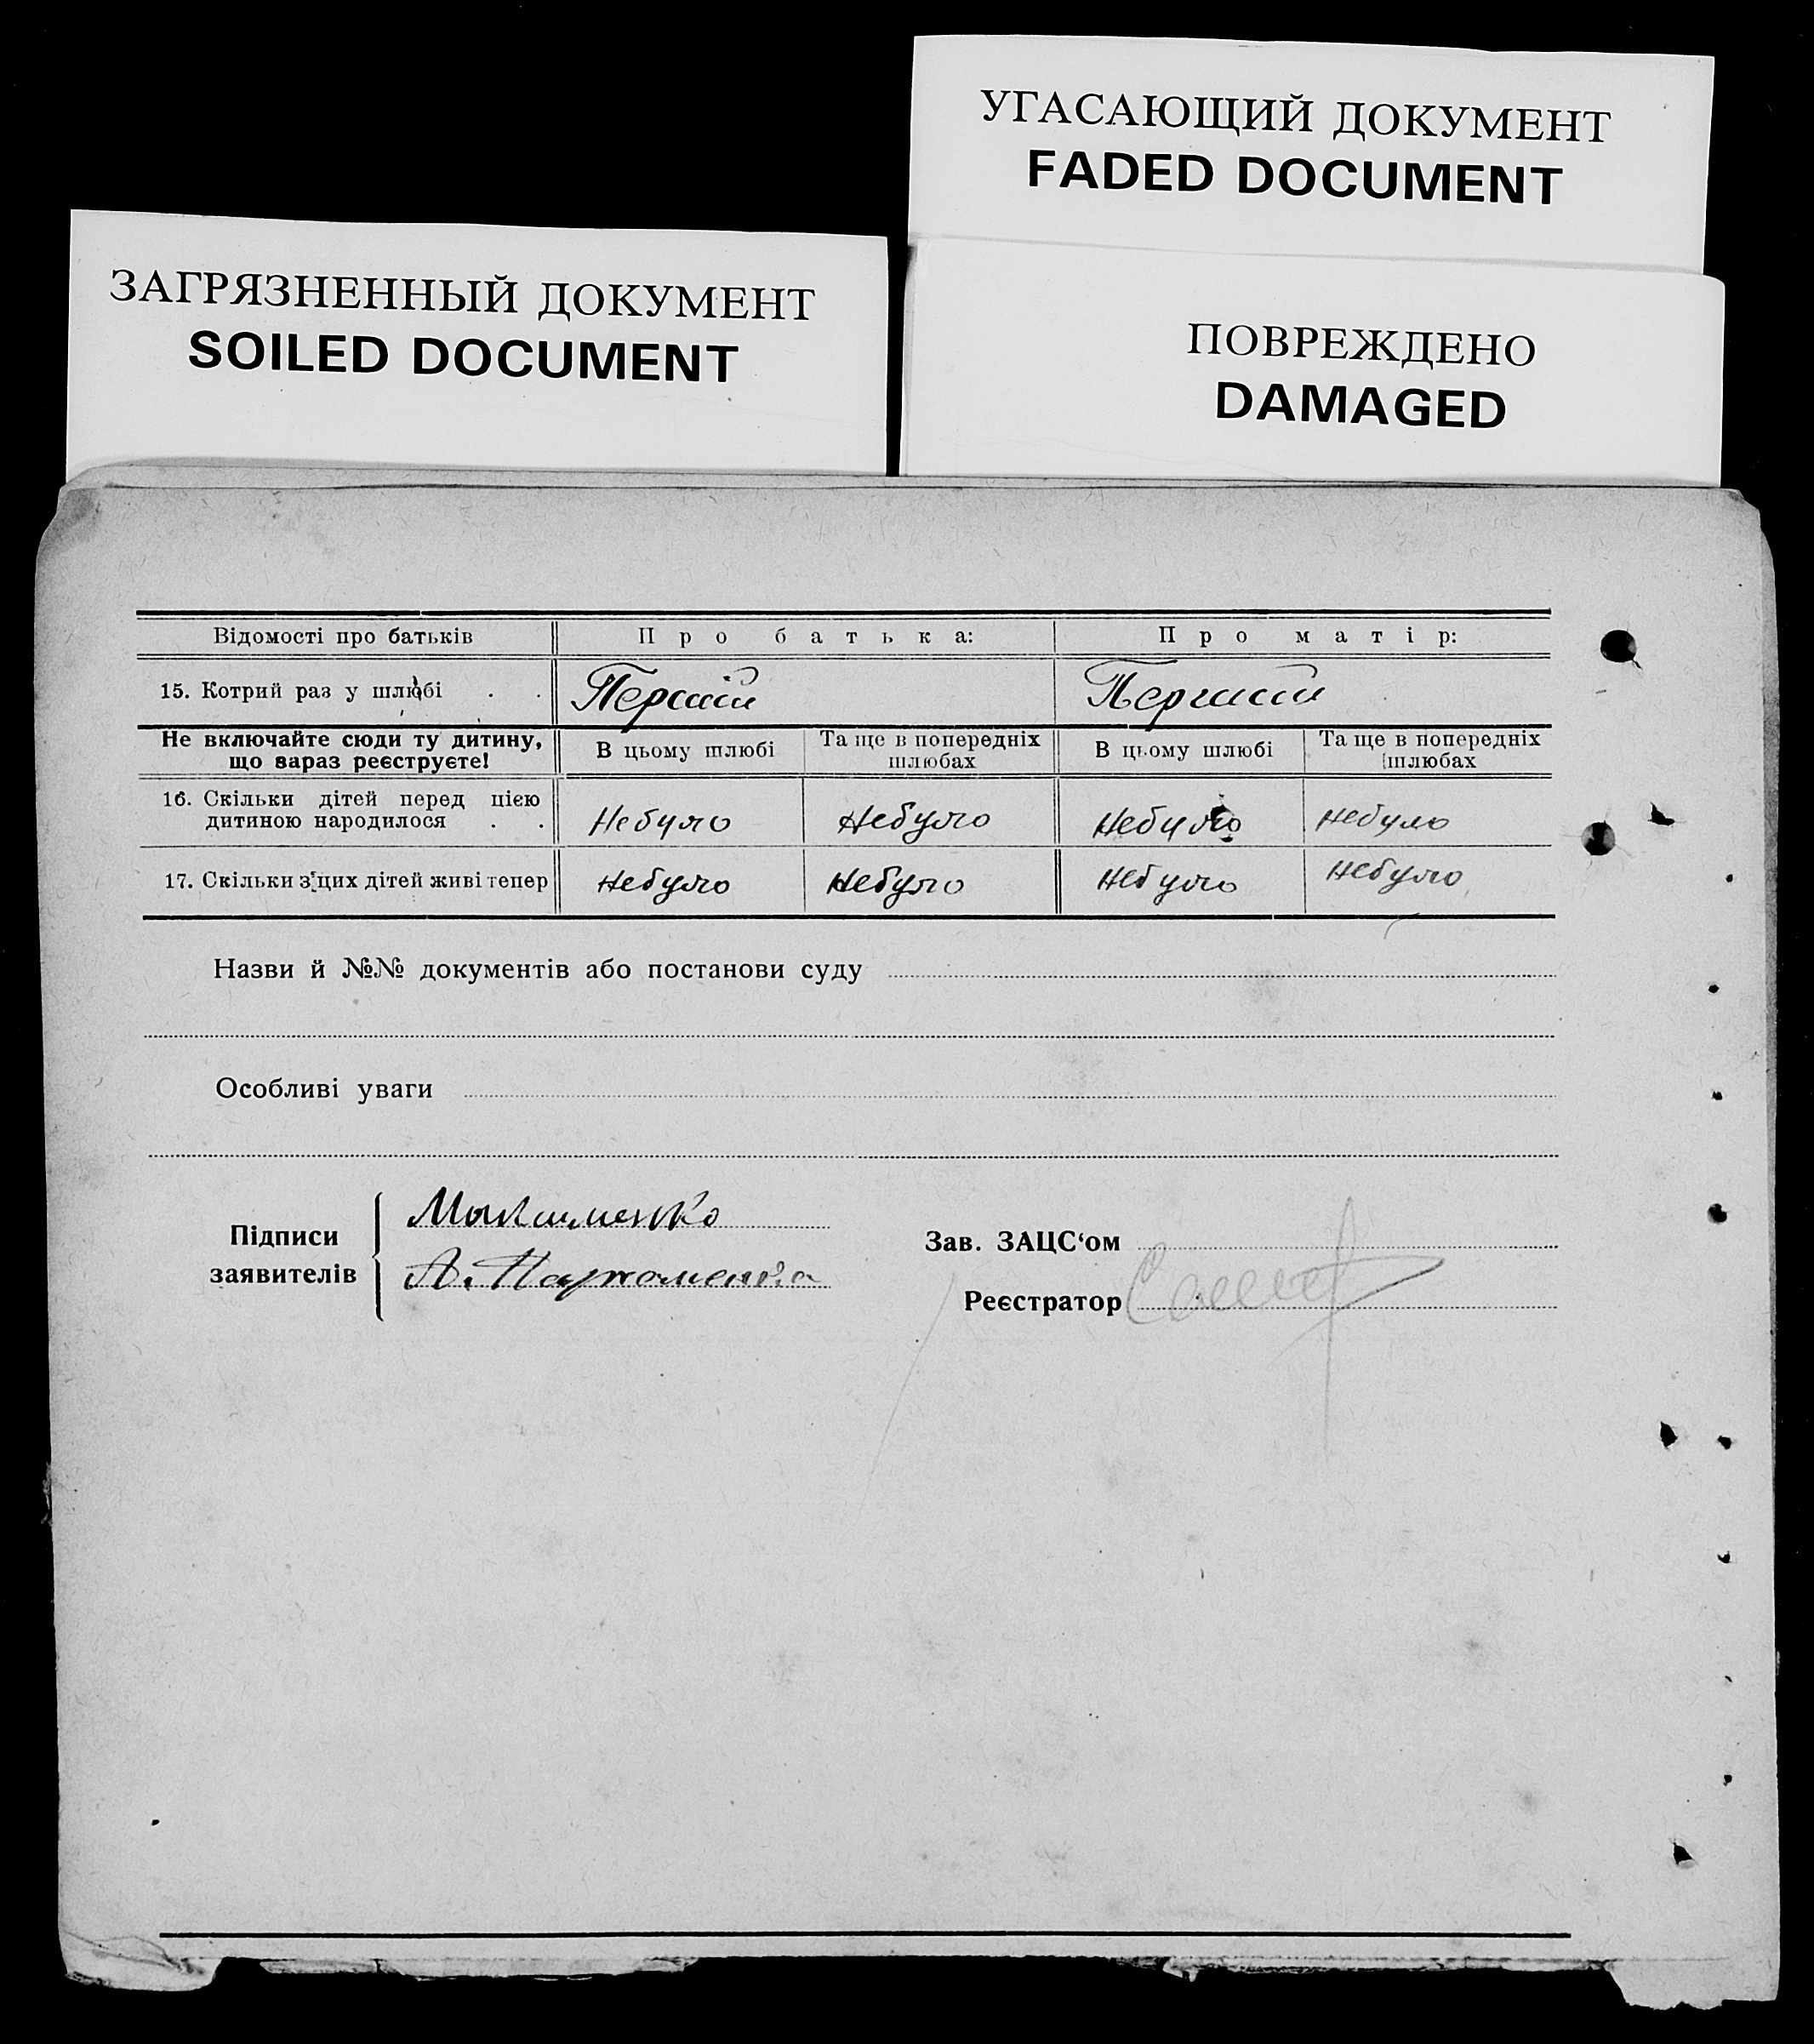 УГАСАЮЩИЙ ДОКУМЕНТ
FADED DOCUMENT
ЗАГРЯЗНЕННЫЙ ДОКУМЕНТ
SOILED DOCUMENT
ПОВРЕЖДЕНО
DAMAGED
Відомості про батьків Про батька: Про матір:
15. Котрий раз у шлюбі . . Перший Перший
Не включайте сюди ту дитину, що зараз реєструєте! В цьому шлюбі Та ще в попередніх шлюбах В цьому шлюбі Та ще в попередніх шлюбах
16. Скільки дітей перед цією дитиною народилося . . Небуло Небуло Небуло Небуло
17. Скільки з цих дітей живі тепер Небуло Небуло Небуло Небуло
Назви й №№ документів або постанови суду
Особливі уваги
Підписи заявителів
А. Пархоменко
Зав. ЗАЦС‘ом
Реєстратор